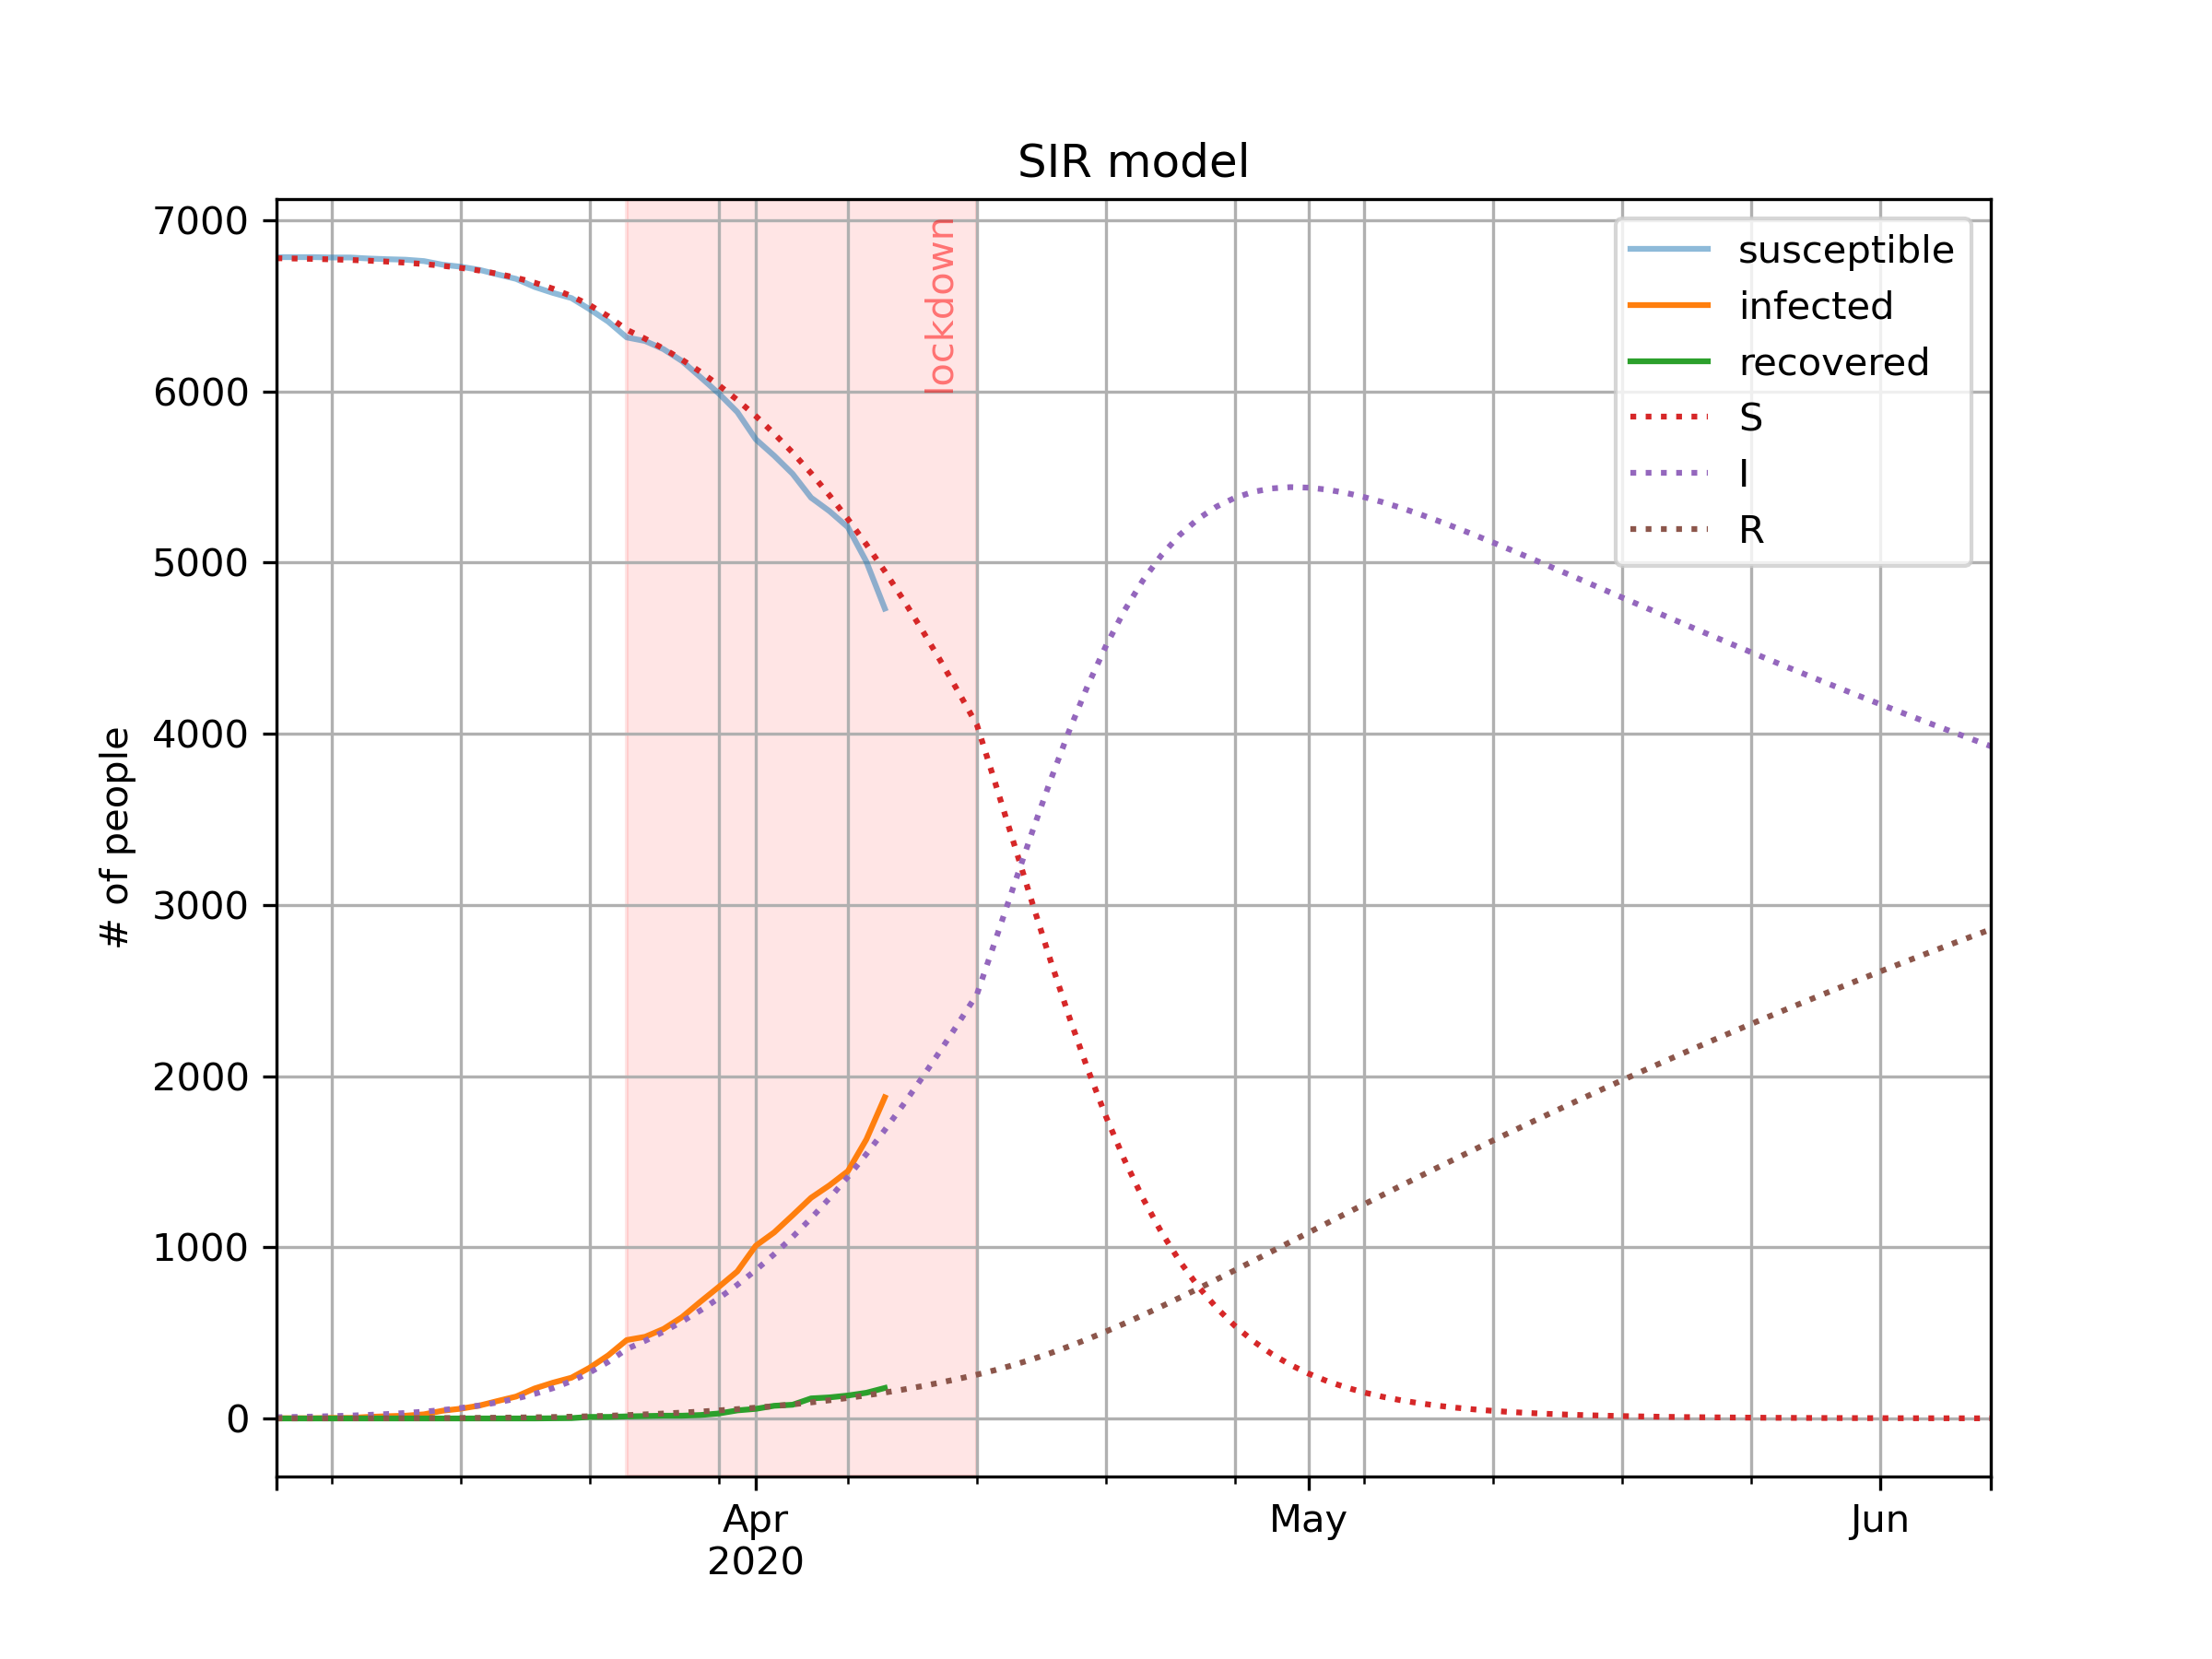 SIR model
7000
6000
5000
4000
3000
2000
1000
0
# of people
lockdown
susceptible
infected
recovered
S
I
R
Apr
2020
May
Jun